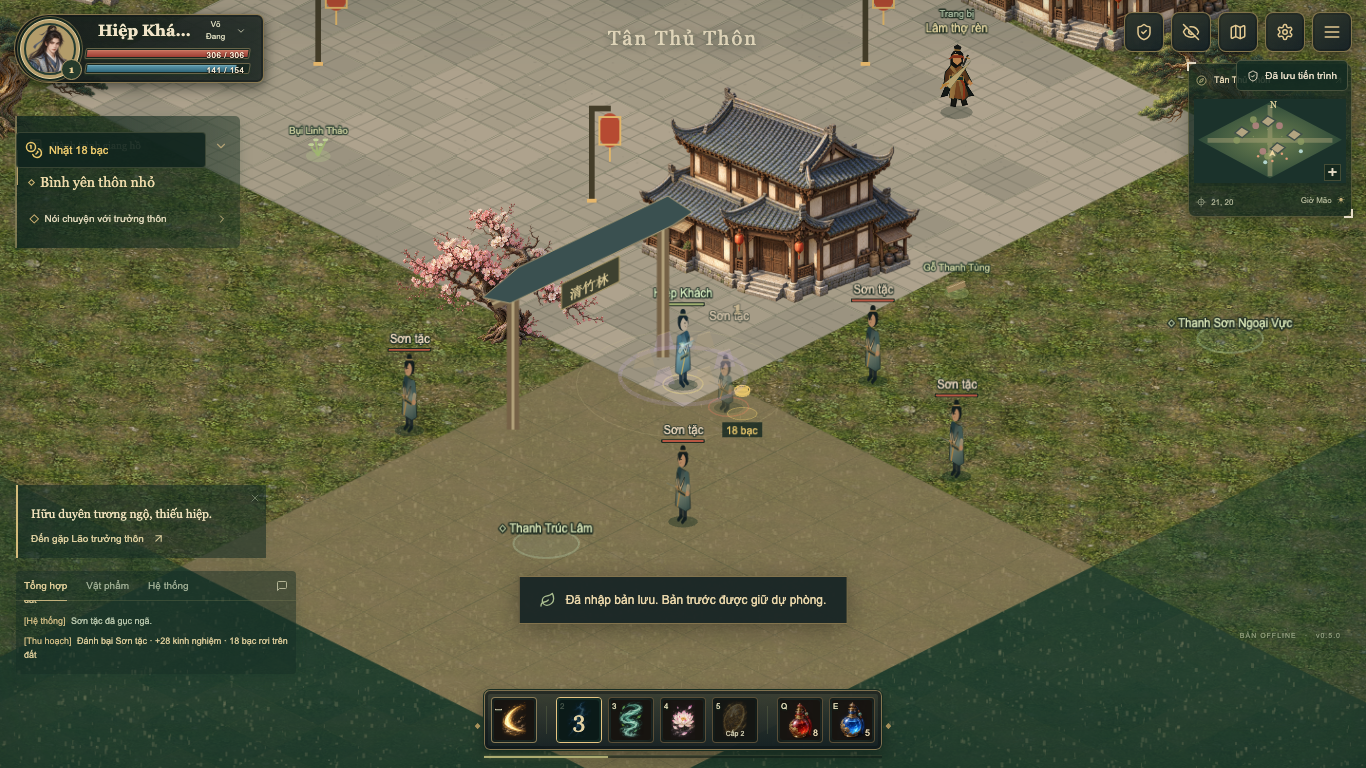 Hiệp Khá...
Võ Đang
306 / 306
141 / 154
1
Tân Thủ Thôn
Trang bị
Lâm thợ rèn
Đã lưu tiến trình
N
21, 20
Giờ Mão
Nhặt 18 bạc
Bình yên thôn nhỏ
Nói chuyện với trưởng thôn
Bụi Linh Thảo
清竹林
Hiệp Khách
Sơn tặc
Sơn tặc
Gỗ Thanh Tùng
Sơn tặc
Thanh Sơn Ngoại Vực
Sơn tặc
Sơn tặc
18 bạc
Thanh Trúc Lâm
Hữu duyên tương ngộ, thiếu hiệp.
Đến gặp Lão trưởng thôn
Tổng hợp
Vật phẩm
Hệ thống
[Hệ thống] Sơn tặc đã gục ngã.
[Thu hoạch] Đánh bại Sơn tặc · +28 kinh nghiệm · 18 bạc rơi trên
đất
Đã nhập bản lưu. Bản trước được giữ dự phòng.
BẢN OFFLINE
v0.5.0
2
3
3
4
5
Cấp 2
Q
8
E
5